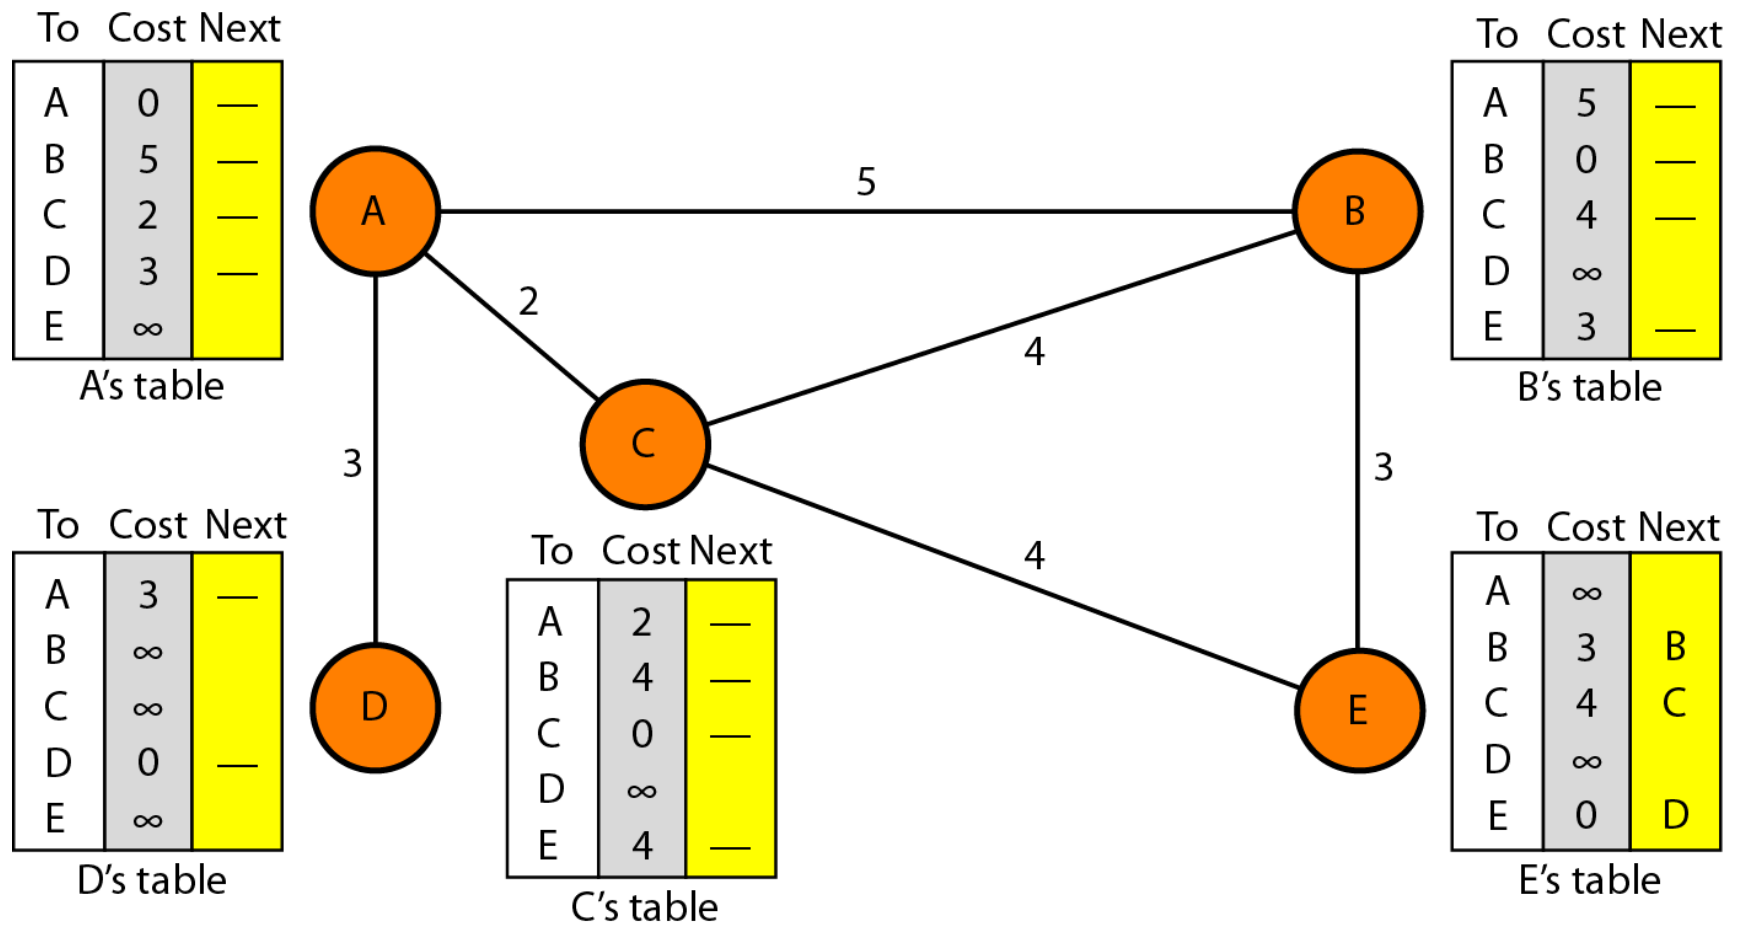 To Cost Next
A 0 —
B 5 —
C 2 —
D 3 —
E ∞
A's table
To Cost Next
A 5 —
B 0 —
C 4 —
D ∞
E 3 —
B's table
A
5
B
2
4
C
3
3
4
D
E
To Cost Next
A 3 —
B ∞
C ∞
D 0 —
E ∞
D's table
To Cost Next
A 2 —
B 4 —
C 0 —
D ∞
E 4 —
C's table
To Cost Next
A ∞
B 3 B
C 4 C
D ∞
E 0 D
E's table